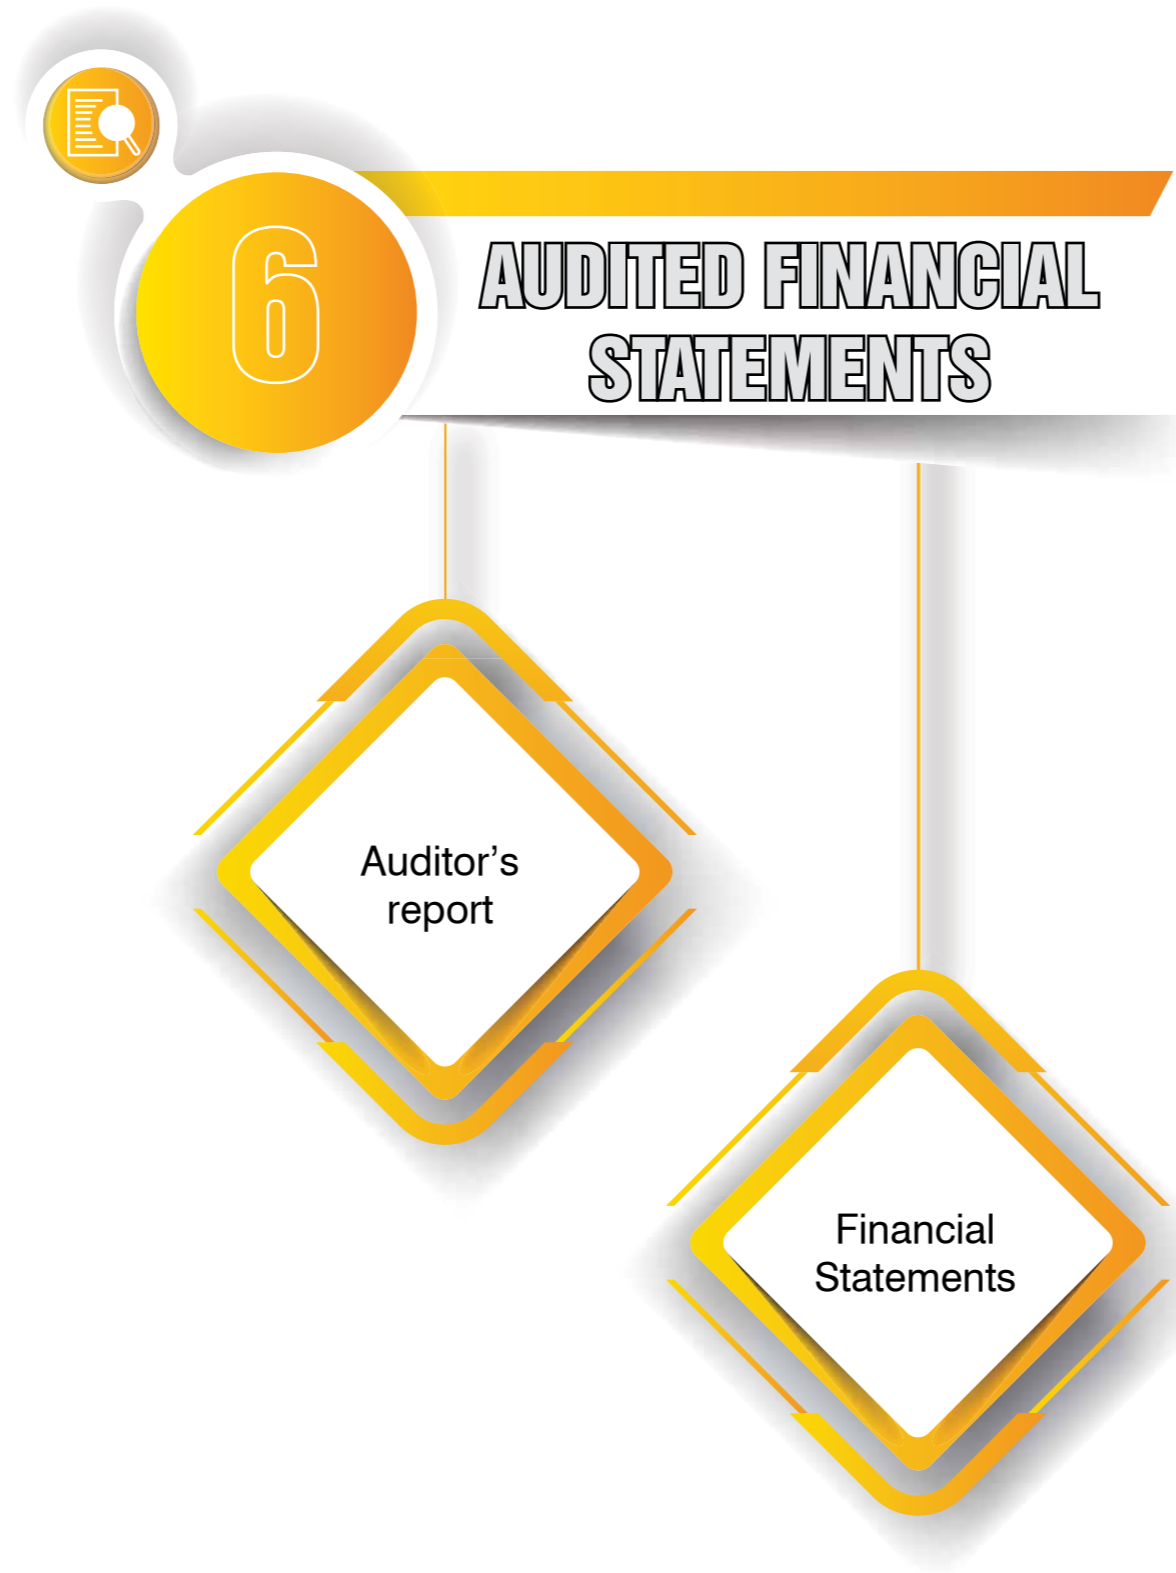 6
AUDITED FINANCIAL
STATEMENTS
Auditor’s
report
Financial
Statements